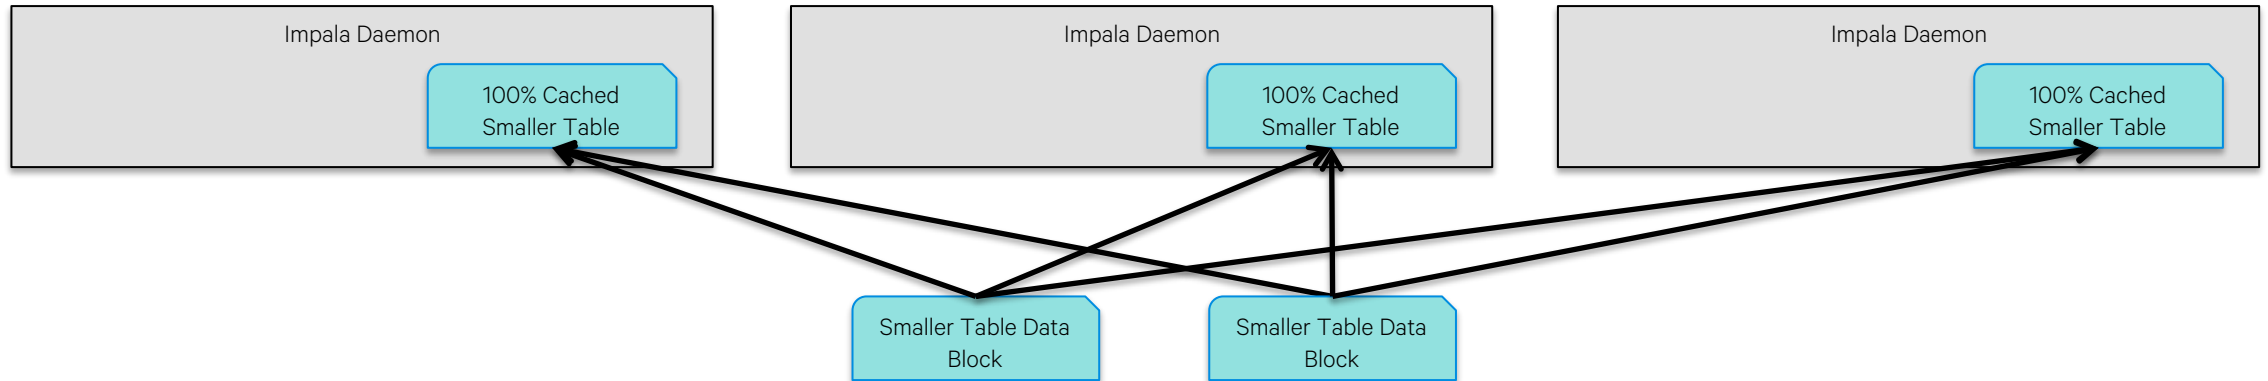 Impala Daemon
100% Cached
Smaller Table
Impala Daemon
100% Cached
Smaller Table
Impala Daemon
100% Cached
Smaller Table
Smaller Table Data
Block
Smaller Table Data
Block